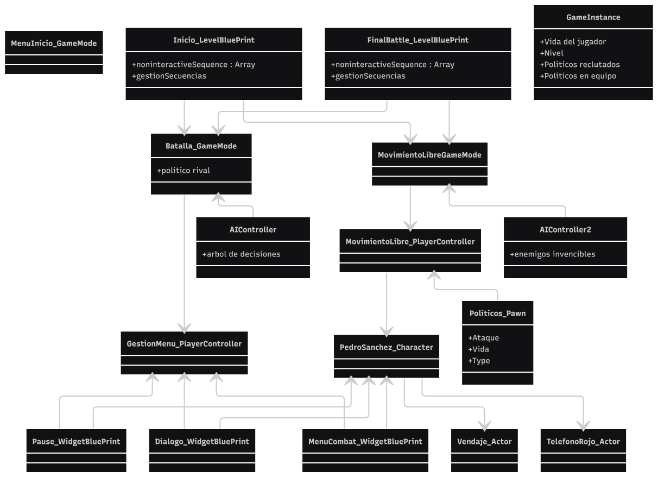 MenuInicio_GameMode
Inicio_LevelBluePrint
+noninteractiveSequence : Array
+gestionSecuencias
FinalBattle_LevelBluePrint
+noninteractiveSequence : Array
+gestionSecuencias
GameInstance
+Vida del jugador
+Nivel
+Politicos reclutados
+Politicos en equipo
Batalla_GameMode
+politico rival
MovimientoLibreGameMode
AIController
+arbol de decisiones
MovimientoLibre_PlayerController
AIController2
+enemigos invencibles
GestionMenu_PlayerController
PedroSanchez_Character
Politicos_Pawn
+Ataque
+Vida
+Type
Pause_WidgetBluePrint
Dialogo_WidgetBluePrint
MenuCombat_WidgetBluePrint
Vendaje_Actor
TelefonoRojo_Actor